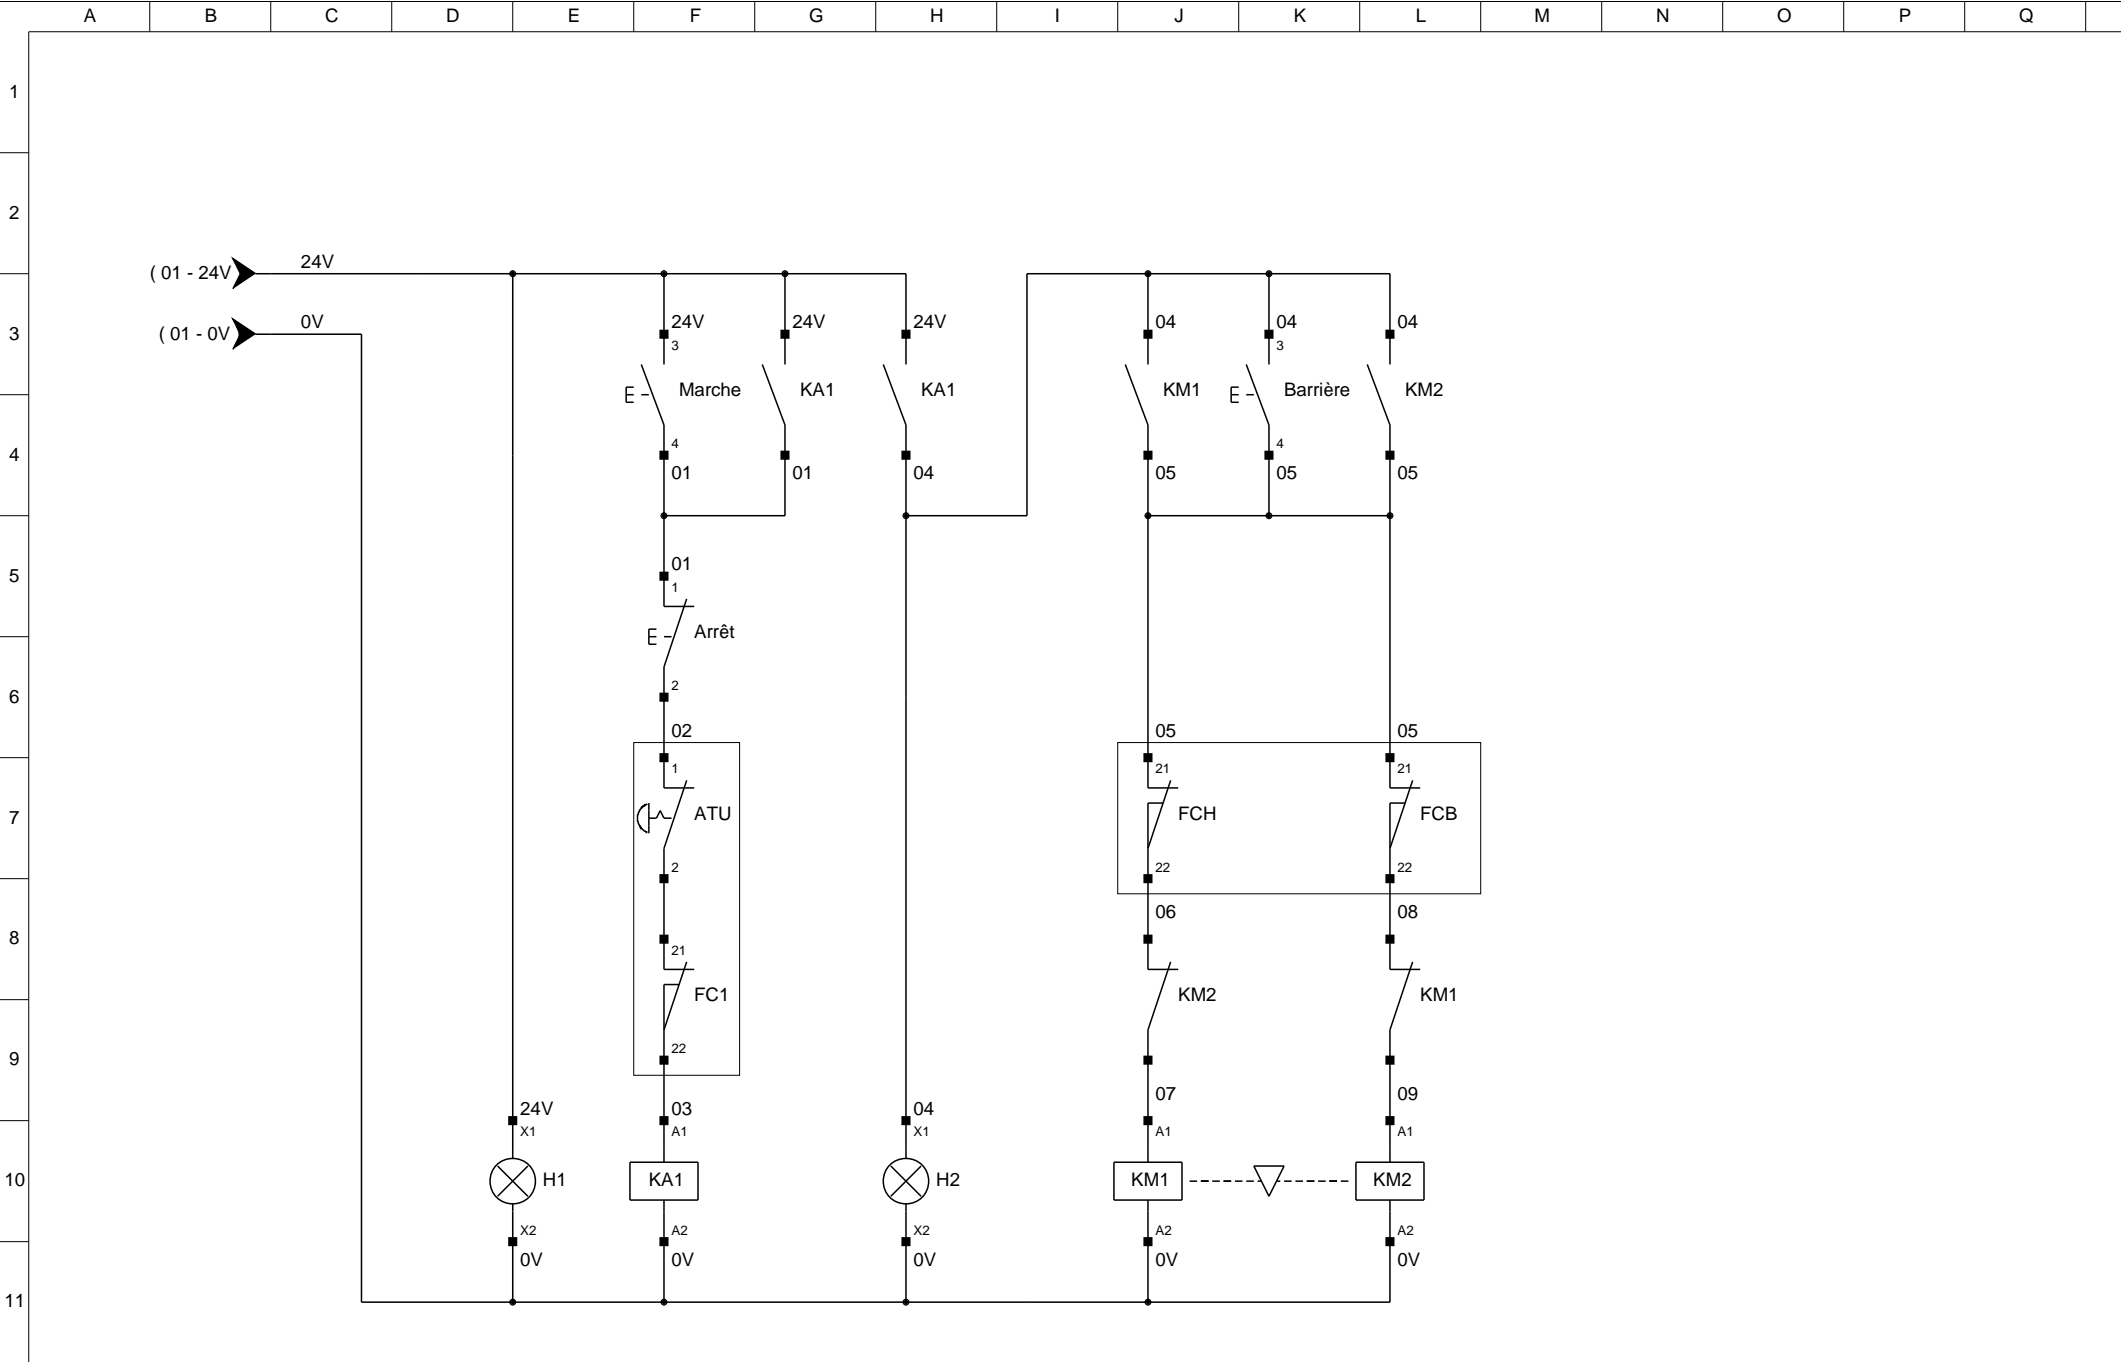 A B C D E F G H I J K L M N O P Q
1
2
24V
( 01 - 24V
0V
( 01 - 0V
3
24V 24V 24V 04 04 04
3 3
Marche KA1 KA1 KM1 Barrière KM2
4 4
4
01 01 04 05 05 05
01
5
1
Arrêt
2
6
02 05 05
1 21 21
7
ATU FCH FCB
2 22 22
06 08
8
21
FC1 KM2 KM1
22
9
07 09
24V 03 04
X1 A1 X1 A1 A1
10
H1 KA1 H2 KM1 KM2
X2 A2 X2 A2 A2
0V 0V 0V 0V 0V
11